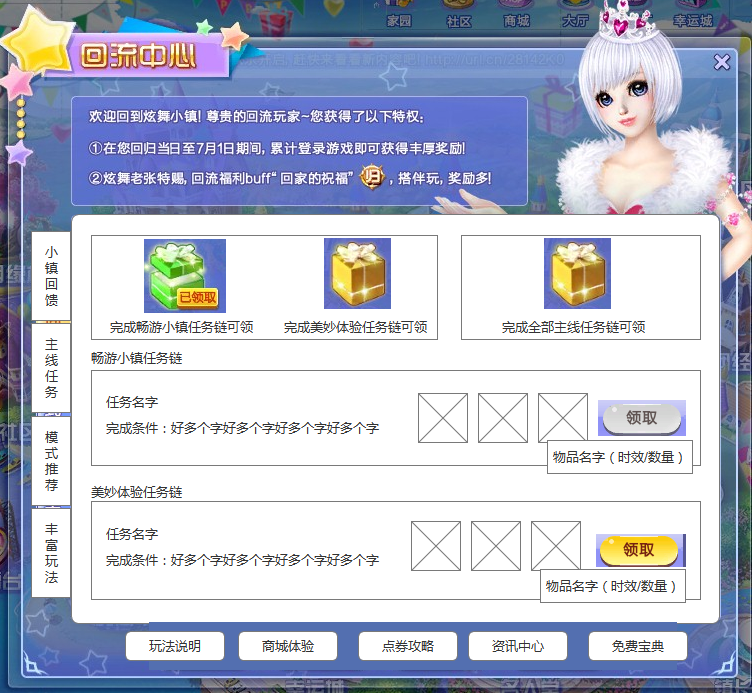 家园 社区 商城 大厅 幸运城
回流中心
欢迎回到炫舞小镇！尊贵的回流玩家~您获得了以下特权：
①在您回归当日至7月1日期间，累计登录游戏即可获得丰厚奖励！
②炫舞老张特赐，回流福利buff“回家的祝福” 归 ，搭伴玩，奖励多！
小镇回馈
主线任务
模式推荐
丰富玩法
已领取
完成畅游小镇任务链可领
完成美妙体验任务链可领
完成全部主线任务链可领
畅游小镇任务链
任务名字
完成条件：好多个字好多个字好多个字好多个字
领取
物品名字（时效/数量）
美妙体验任务链
任务名字
完成条件：好多个字好多个字好多个字好多个字
领取
物品名字（时效/数量）
玩法说明 商城体验 点券攻略 资讯中心 免费宝典
幸运城